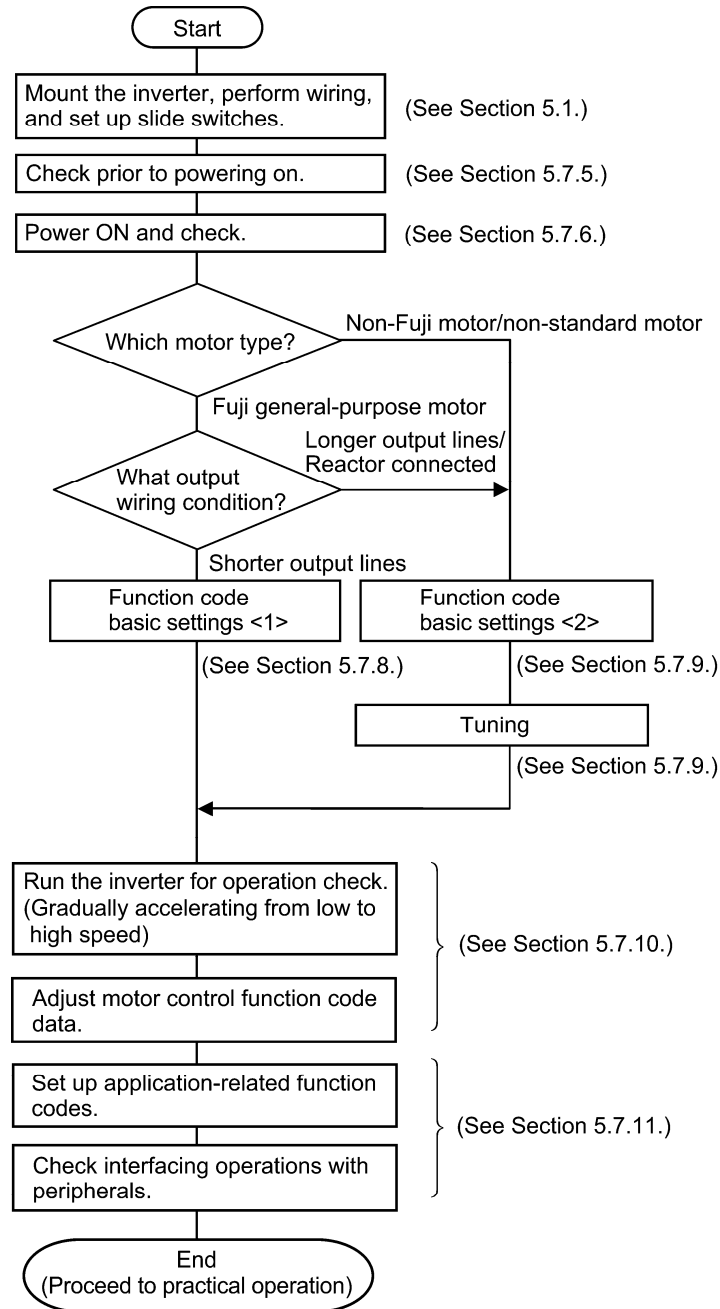 Start
Mount the inverter, perform wiring,
and set up slide switches.
(See Section 5.1.)
Check prior to powering on.
(See Section 5.7.5.)
Power ON and check.
(See Section 5.7.6.)
Which motor type?
Non-Fuji motor/non-standard motor
Fuji general-purpose motor
What output
wiring condition?
Longer output lines/
Reactor connected
Shorter output lines
Function code
basic settings <1>
(See Section 5.7.8.)
Function code
basic settings <2>
(See Section 5.7.9.)
Tuning
(See Section 5.7.9.)
Run the inverter for operation check.
(Gradually accelerating from low to
high speed)
Adjust motor control function code
data.
(See Section 5.7.10.)
Set up application-related function
codes.
Check interfacing operations with
peripherals.
(See Section 5.7.11.)
End
(Proceed to practical operation)